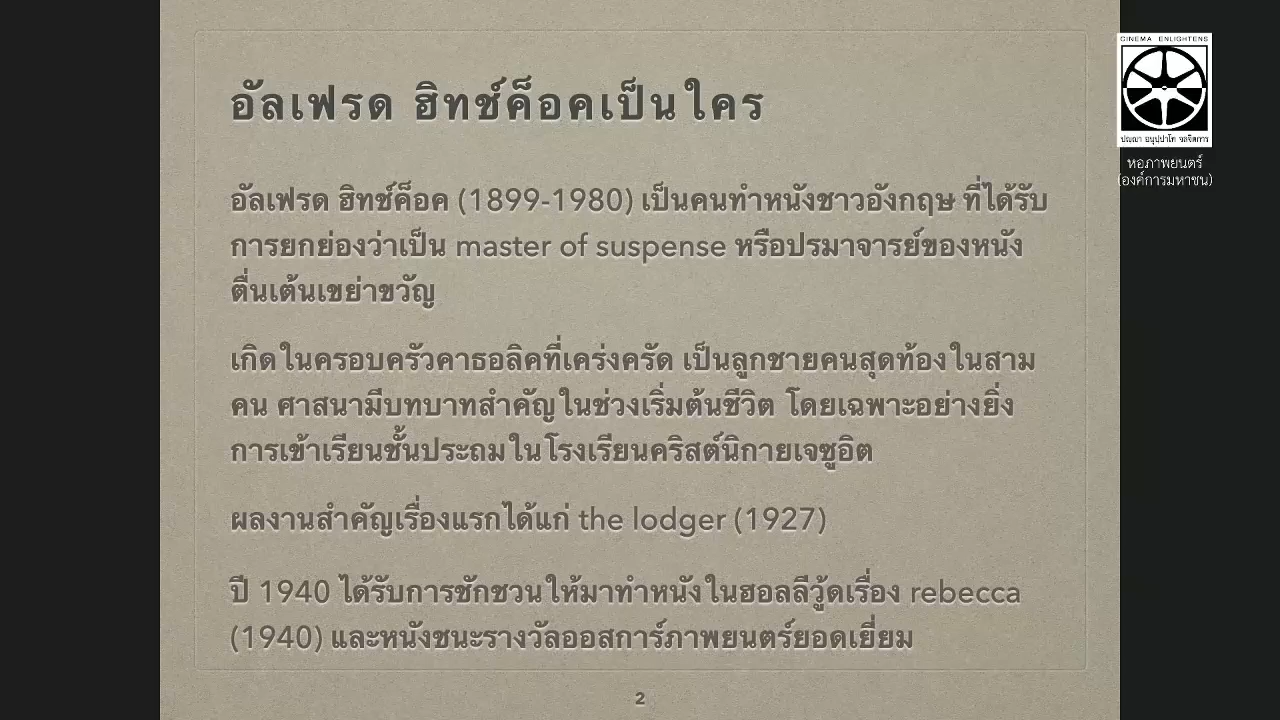 อัลเฟรด ฮิทช์ค็อคเป็นใคร
อัลเฟรด ฮิทช์ค็อค (1899-1980) เป็นคนทำหนังชาวอังกฤษ ที่ได้รับ
การยกย่องว่าเป็น master of suspense หรือปรมาจารย์ของหนัง
ตื่นเต้นเขย่าขวัญ
เกิดในครอบครัวคาธอลิคที่เคร่งครัด เป็นลูกชายคนสุดท้องในสาม
คน ศาสนามีบทบาทสำคัญในช่วงเริ่มต้นชีวิต โดยเฉพาะอย่างยิ่ง
การเข้าเรียนชั้นประถมในโรงเรียนคริสต์นิกายเจซูอิต
ผลงานสำคัญเรื่องแรกได้แก่ the lodger (1927)
ปี 1940 ได้รับการชักชวนให้มาทำหนังในฮอลลีวู้ดเรื่อง rebecca
(1940) และหนังชนะรางวัลออสการ์ภาพยนตร์ยอดเยี่ยม
2
CINEMA ENLIGHTENS
ปญฺญา อนุปฺปาโท จลจิตฺการ
หอภาพยนตร์
(องค์การมหาชน)